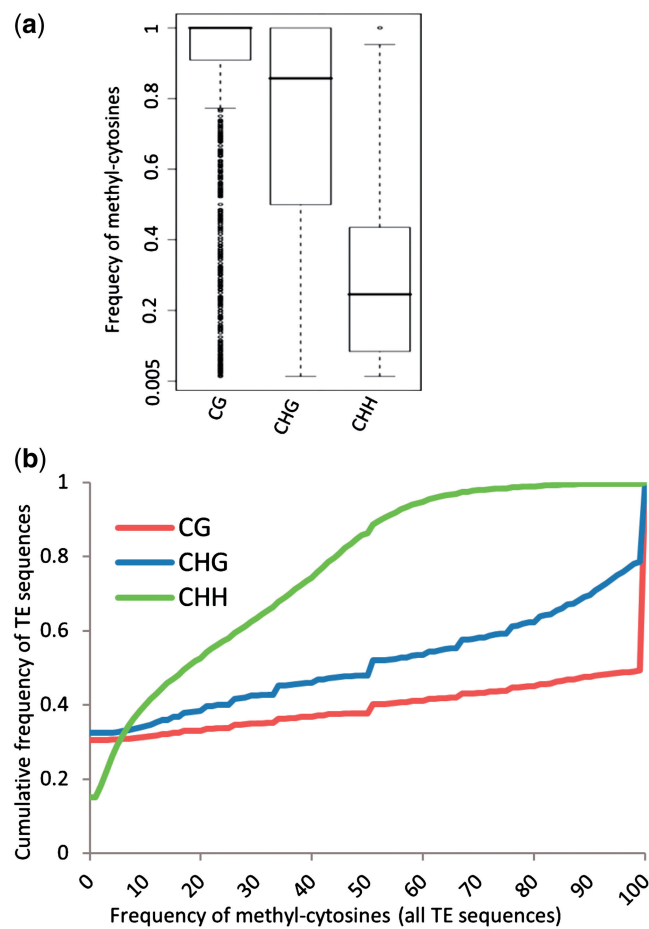 (a)
Frequecy of methyl-cytosines
1
0.8
0.6
0.4
0.2
0.005
CG
CHG
CHH
(b)
Cumulative frequency of TE sequences
1
0.8
0.6
0.4
0.2
0
CG
CHG
CHH
0 10 20 30 40 50 60 70 80 90 100
Frequency of methyl-cytosines (all TE sequences)